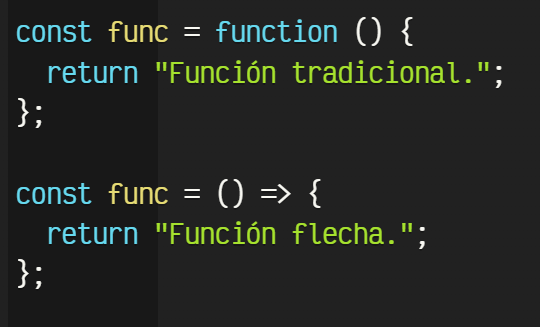 const func = function () {
  return "Función tradicional.";
};

const func = () => {
  return "Función flecha.";
};